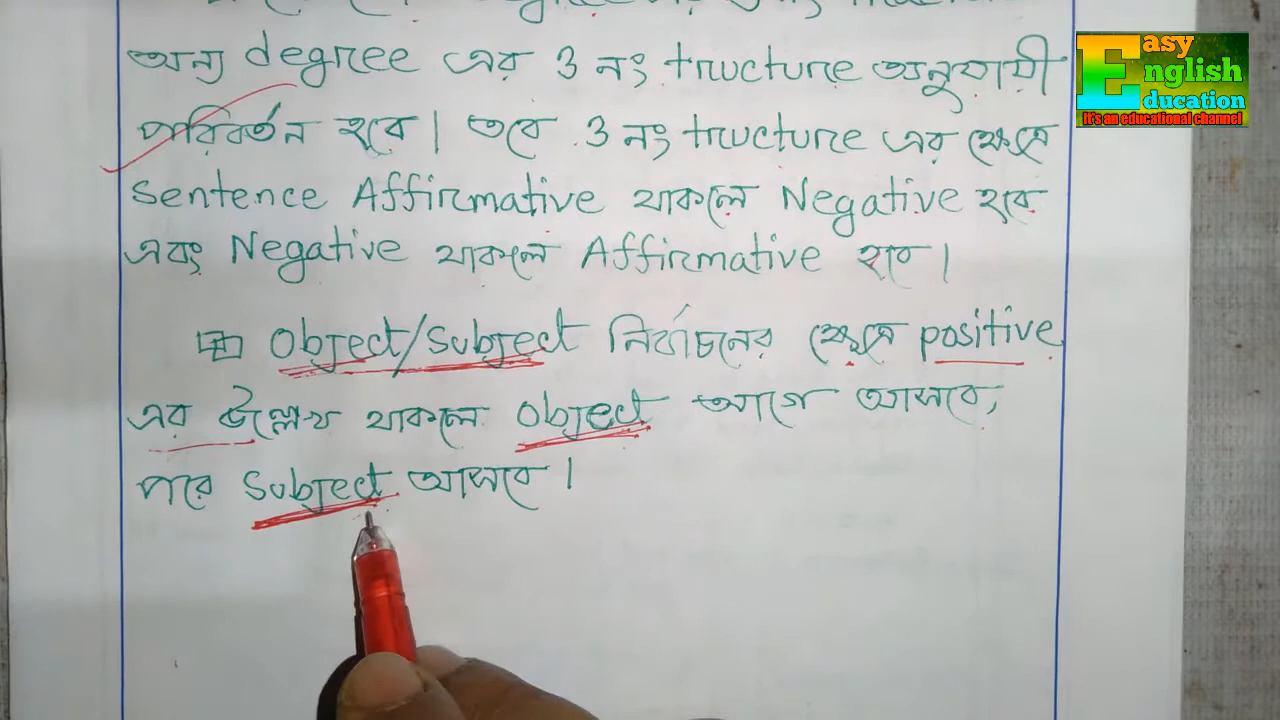 অন্য degree এর 3 নং tructure অনুযায়ী
পরিবর্তন হবে। তবে 3 নং tructure এর ক্ষেত্রে
sentence Affirmative থাকলে Negative হবে
এবং Negative থাকলে Affirmative হবে।
Object/Subject নির্বাচনের ক্ষেত্রে positive
এর উল্লেখ থাকলে object আগে আসবে,
পরে subject আসবে।
Easy
English
Education
It's an educational channel